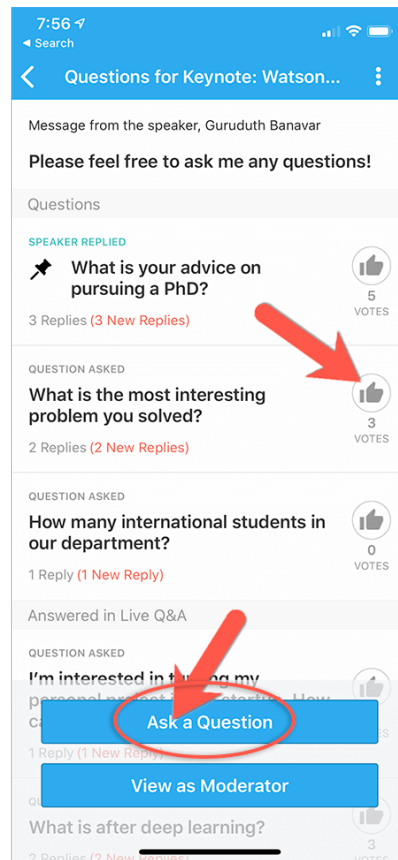 7:56
Search
Questions for Keynote: Watson...
Message from the speaker, Guruduth Banavar
Please feel free to ask me any questions!
Questions
SPEAKER REPLIED
What is your advice on
pursuing a PhD?
5
VOTES
3 Replies (3 New Replies)
QUESTION ASKED
What is the most interesting
problem you solved?
3
VOTES
2 Replies (2 New Replies)
QUESTION ASKED
How many international students in
our department?
0
VOTES
1 Reply (1 New Reply)
Answered in Live Q&A
QUESTION ASKED
I'm interested in my
Ask a Question
1 Reply (1 New Reply)
View as Moderator
What is after deep learning?
3
VOTES
2 Replies (2 New Replies)